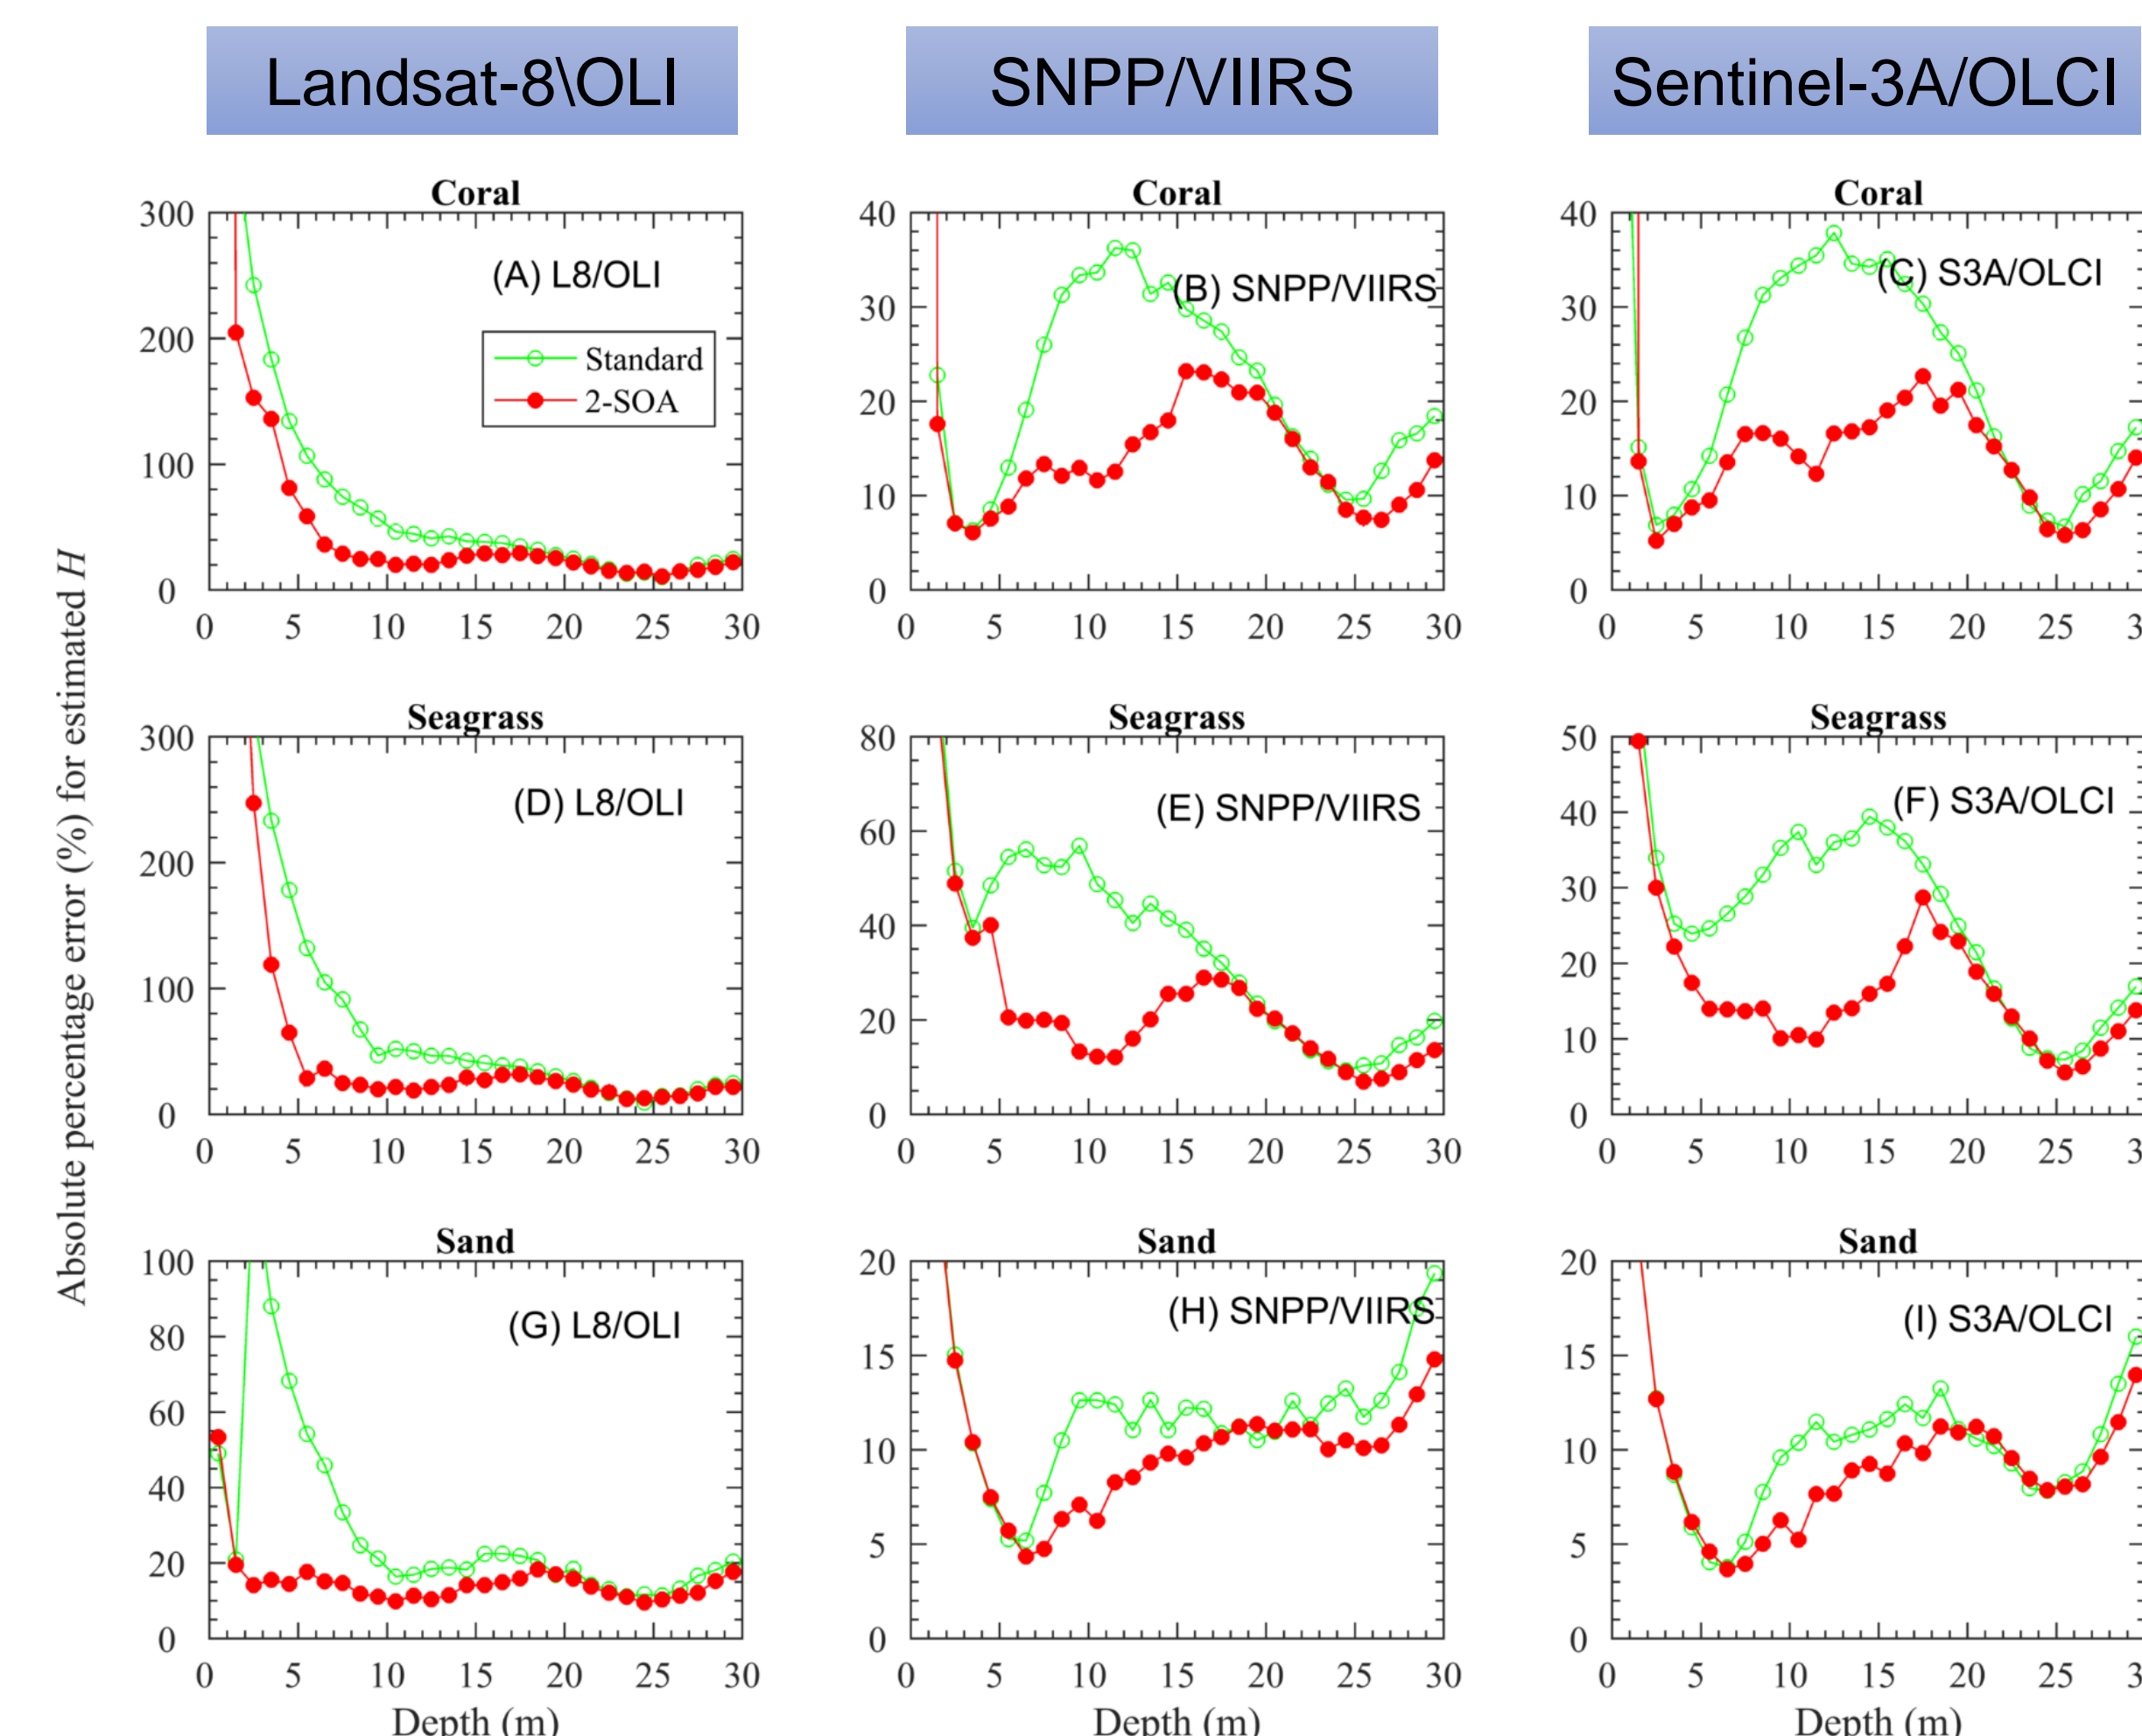 Landsat-8\OLI
SNPP/VIIRS
Sentinel-3A/OLCI
Absolute percentage error (%) for estimated H
Coral
300
200
100
0
0 5 10 15 20 25 30
(A) L8/OLI
Standard
2-SOA
Coral
40
30
20
10
0
0 5 10 15 20 25 30
(B) SNPP/VIIRS
Coral
40
30
20
10
0
0 5 10 15 20 25
(C) S3A/OLCI
Seagrass
300
200
100
0
0 5 10 15 20 25 30
(D) L8/OLI
Seagrass
80
60
40
20
0
0 5 10 15 20 25 30
(E) SNPP/VIIRS
Seagrass
50
40
30
20
10
0
0 5 10 15 20 25
(F) S3A/OLCI
Sand
100
80
60
40
20
0
0 5 10 15 20 25 30
(G) L8/OLI
Depth (m)
Sand
20
15
10
5
0
0 5 10 15 20 25 30
(H) SNPP/VIIRS
Depth (m)
Sand
20
15
10
5
0
0 5 10 15 20 25
(I) S3A/OLCI
Depth (m)